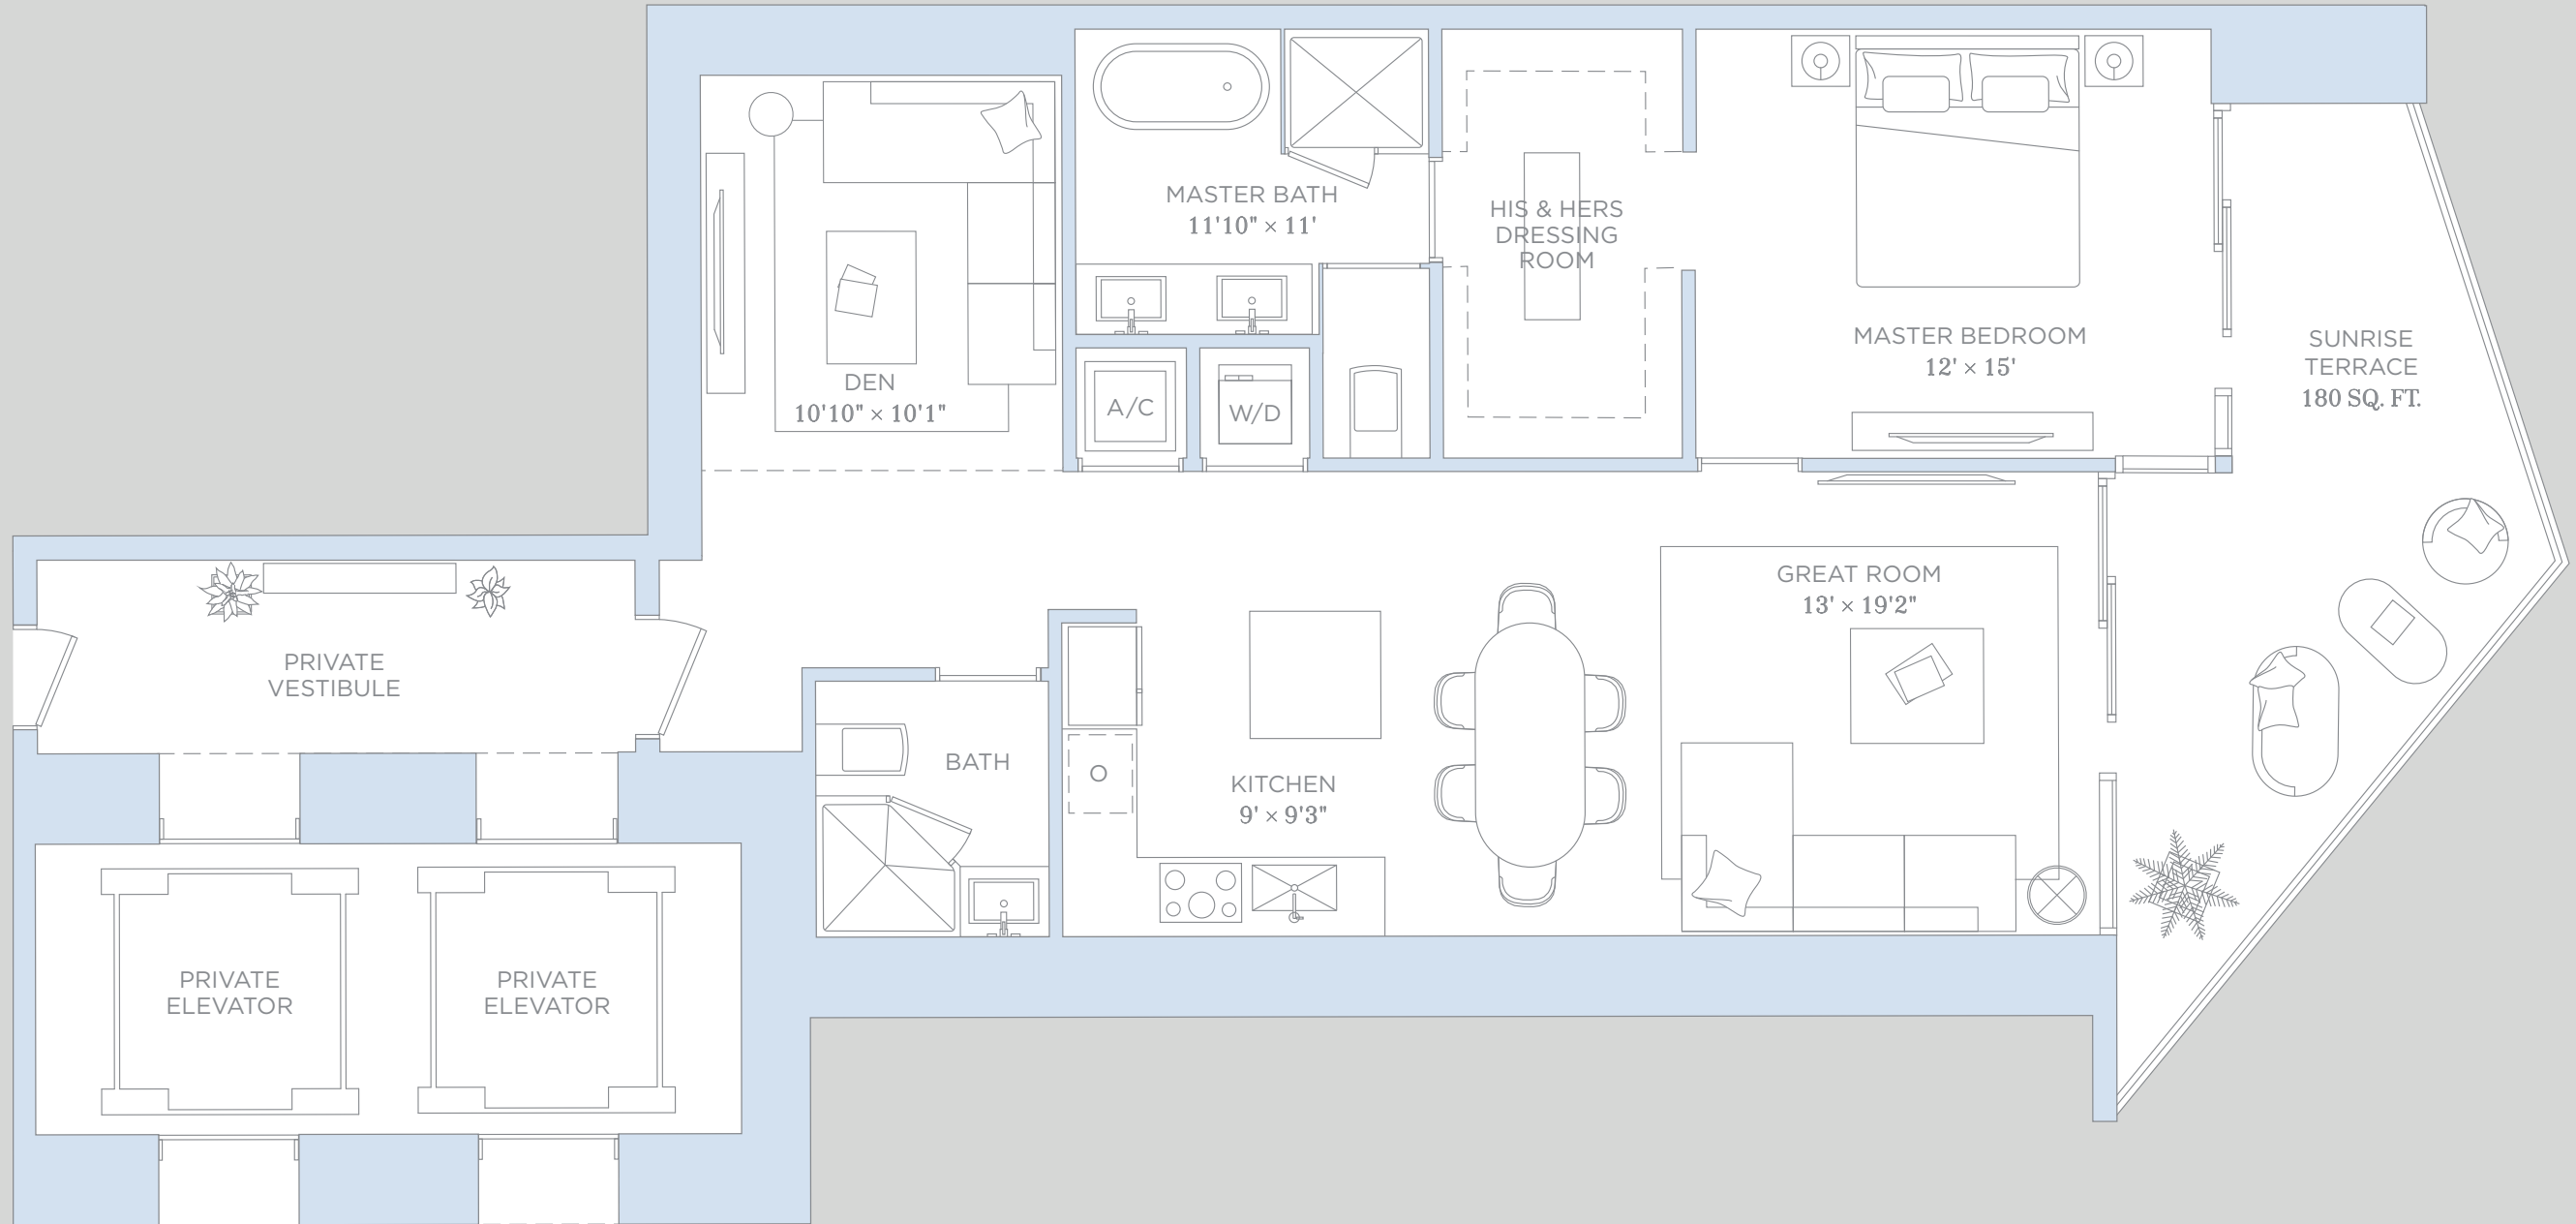 MASTER BATH
11'10" × 11'
HIS & HERS
DRESSING
ROOM
MASTER BEDROOM
12' × 15'
SUNRISE
TERRACE
180 SQ. FT.
DEN
10'10" × 10'1"
A/C
W/D
GREAT ROOM
13' × 19'2"
PRIVATE
VESTIBULE
BATH
KITCHEN
9' × 9'3"
PRIVATE
ELEVATOR
PRIVATE
ELEVATOR